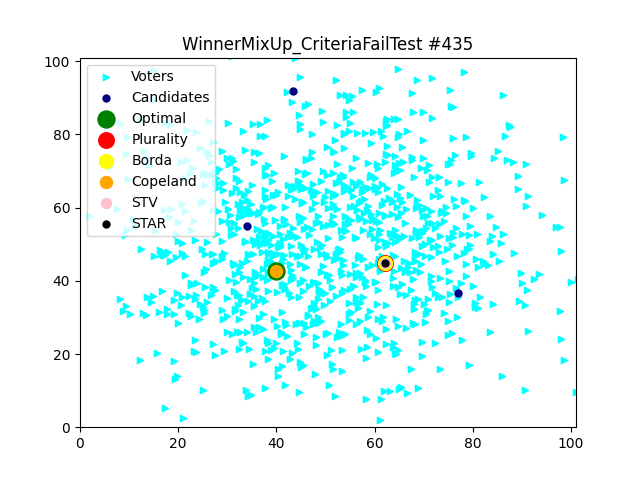 WinnerMixUp_CriteriaFailTest #435
100
80
60
40
20
0
0 20 40 60 80 100
Voters
Candidates
Optimal
Plurality
Borda
Copeland
STV
STAR